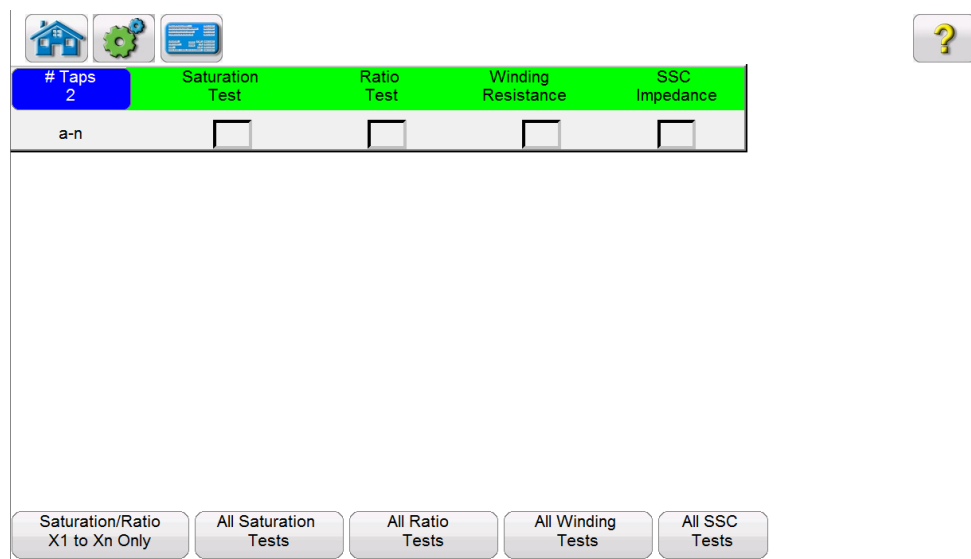 ?
# Taps Saturation Ratio Winding SSC
2 Test Test Resistance Impedance
a-n
Saturation/Ratio All Saturation All Ratio All Winding All SSC
X1 to Xn Only Tests Tests Tests Tests